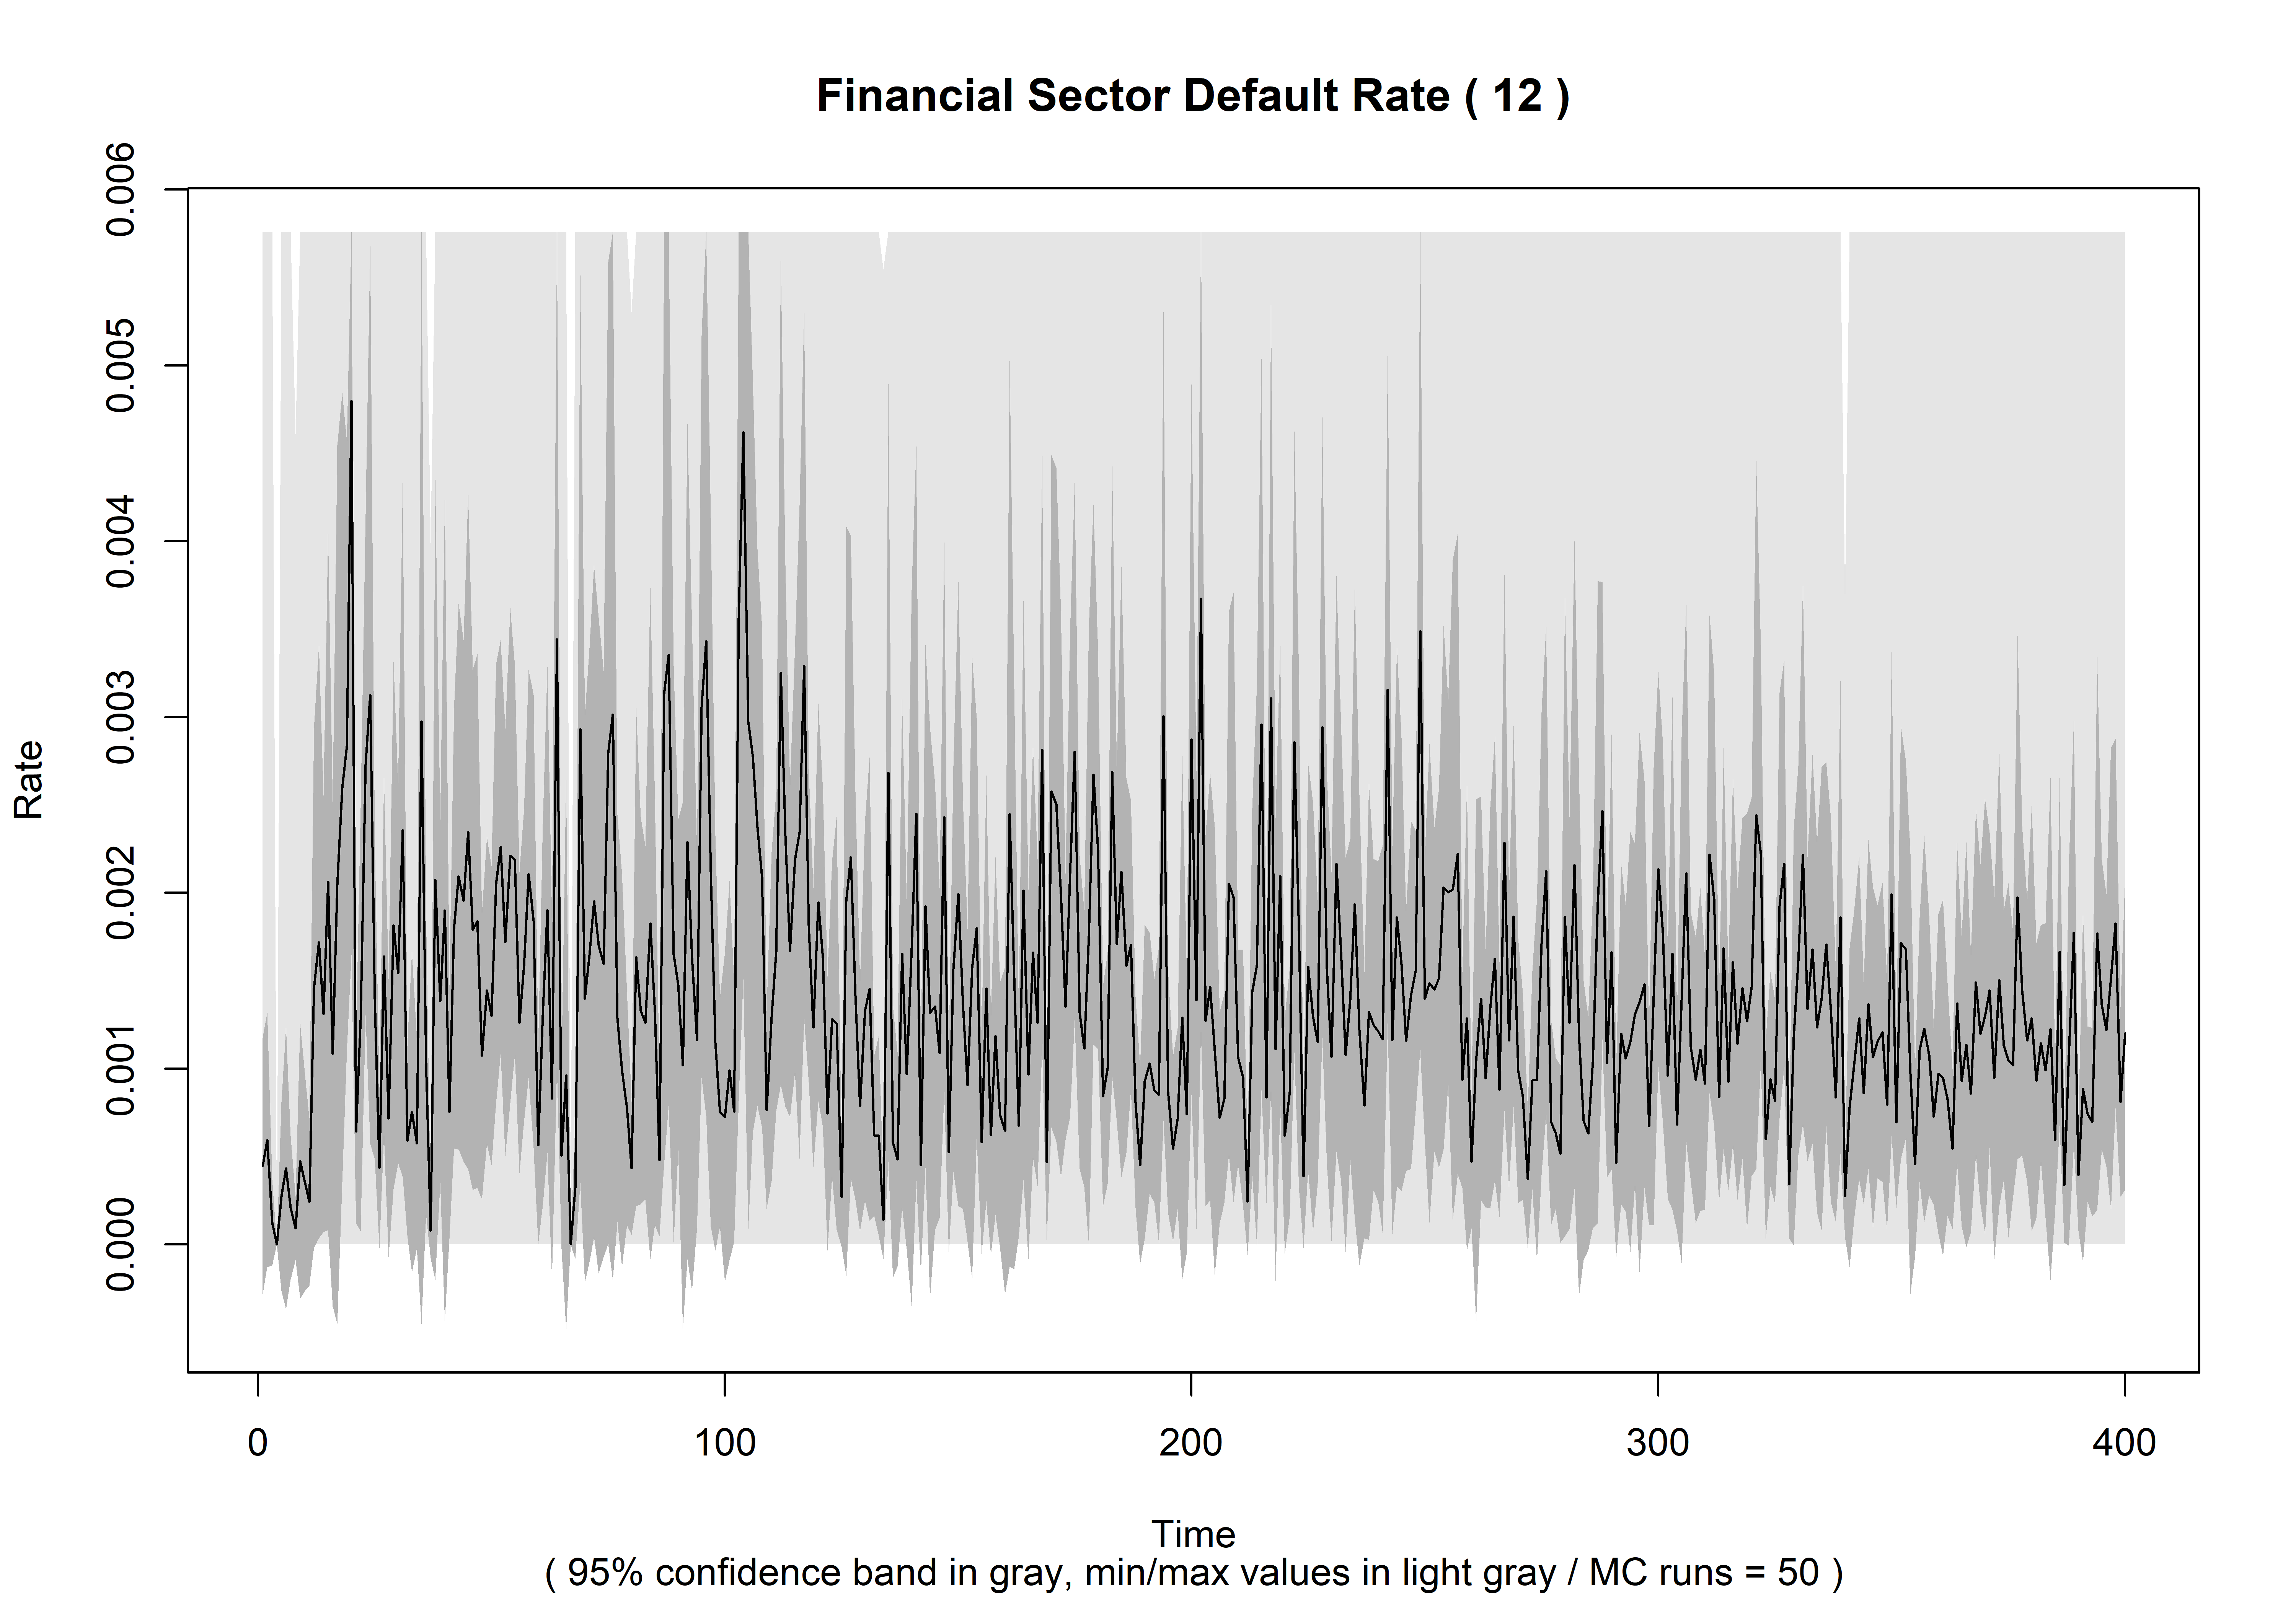 Financial Sector Default Rate ( 12 )
0.006
0.005
0.004
0.003
0.002
0.001
0.000
Rate
0 100 200 300 400
Time
( 95% confidence band in gray, min/max values in light gray / MC runs = 50 )